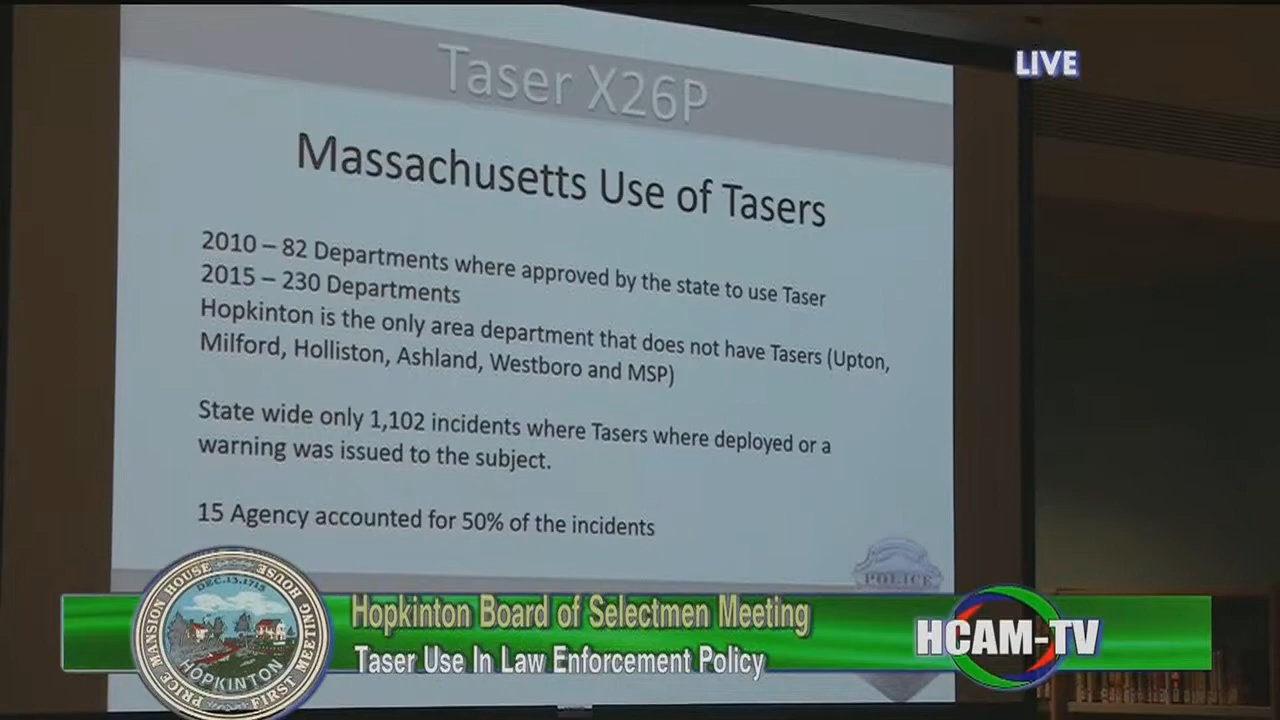 Taser X26P
LIVE
Massachusetts Use of Tasers
2010 – 82 Departments where approved by the state to use Taser
2015 – 230 Departments
Hopkinton is the only area department that does not have Tasers (Upton,
Milford, Holliston, Ashland, Westboro and MSP)
State wide only 1,102 incidents where Tasers where deployed or a
warning was issued to the subject.
15 Agency accounted for 50% of the incidents
POLICE
PRICE MANSION HOUSE
DEC.13.1715
FIRST MEETING HOUSE
HOPKINTON
Hopkinton Board of Selectmen Meeting
Taser Use In Law Enforcement Policy
HCAM-TV